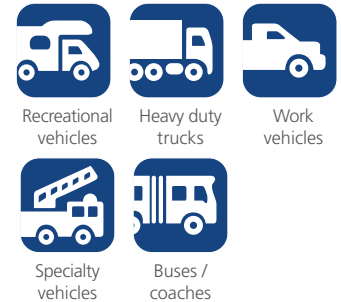 Recreational
vehicles
Heavy duty
trucks
Work
vehicles
Specialty
vehicles
Buses /
coaches